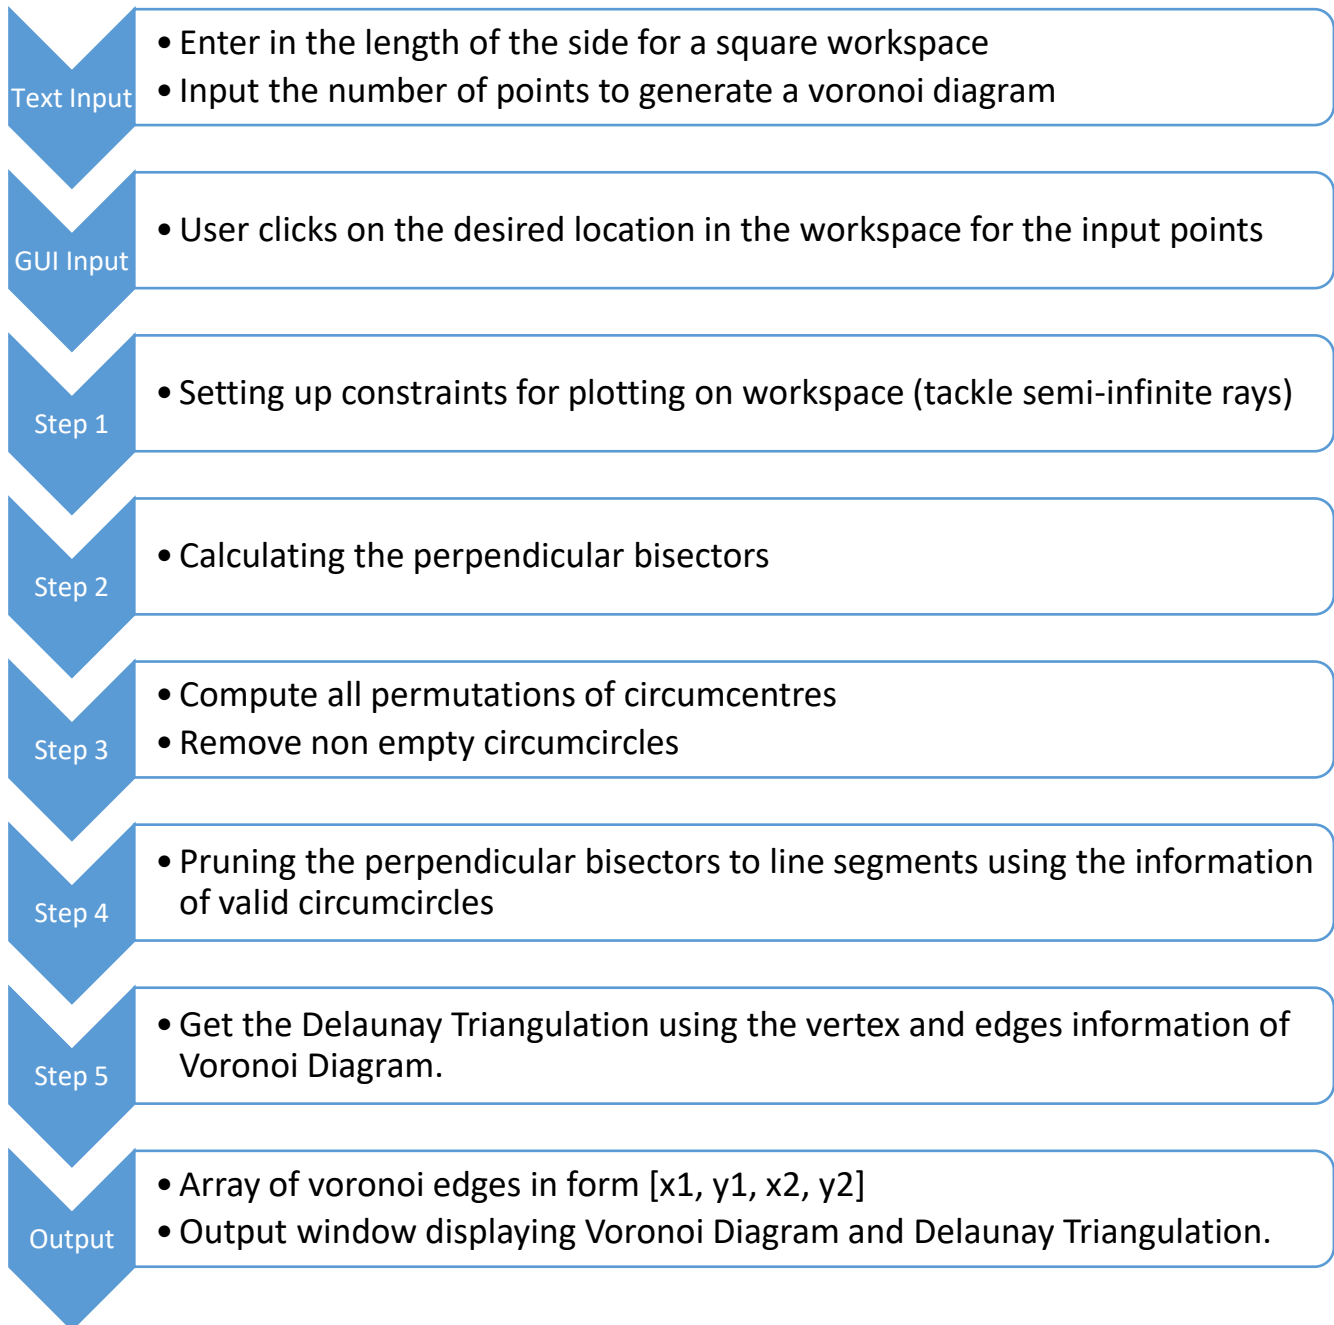 Text Input
• Enter in the length of the side for a square workspace
• Input the number of points to generate a voronoi diagram
GUI Input
• User clicks on the desired location in the workspace for the input points
Step 1
• Setting up constraints for plotting on workspace (tackle semi-infinite rays)
Step 2
• Calculating the perpendicular bisectors
Step 3
• Compute all permutations of circumcentres
• Remove non empty circumcircles
Step 4
• Pruning the perpendicular bisectors to line segments using the information
of valid circumcircles
Step 5
• Get the Delaunay Triangulation using the vertex and edges information of
Voronoi Diagram.
Output
• Array of voronoi edges in form [x1, y1, x2, y2]
• Output window displaying Voronoi Diagram and Delaunay Triangulation.